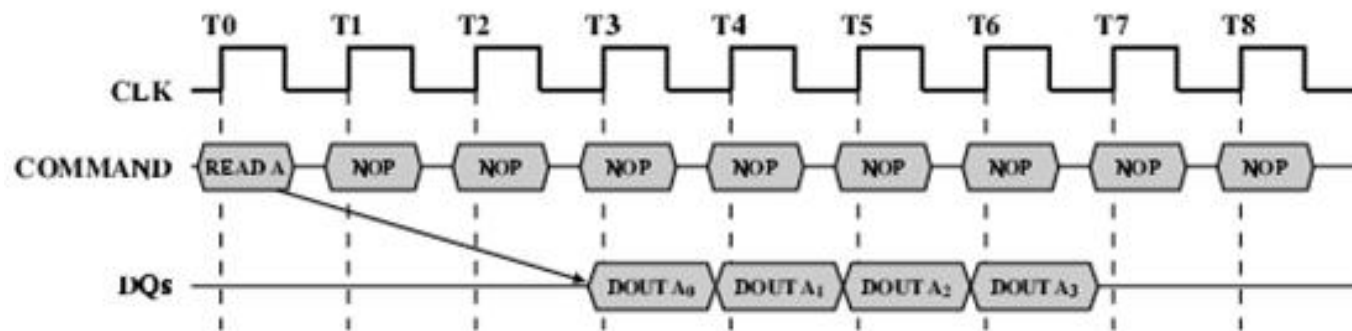 T0 T1 T2 T3 T4 T5 T6 T7 T8
CLK
COMMAND READ A NOP NOP NOP NOP NOP NOP NOP NOP
DQs DOUT A₀ DOUT A₁ DOUT A₂ DOUT A₃